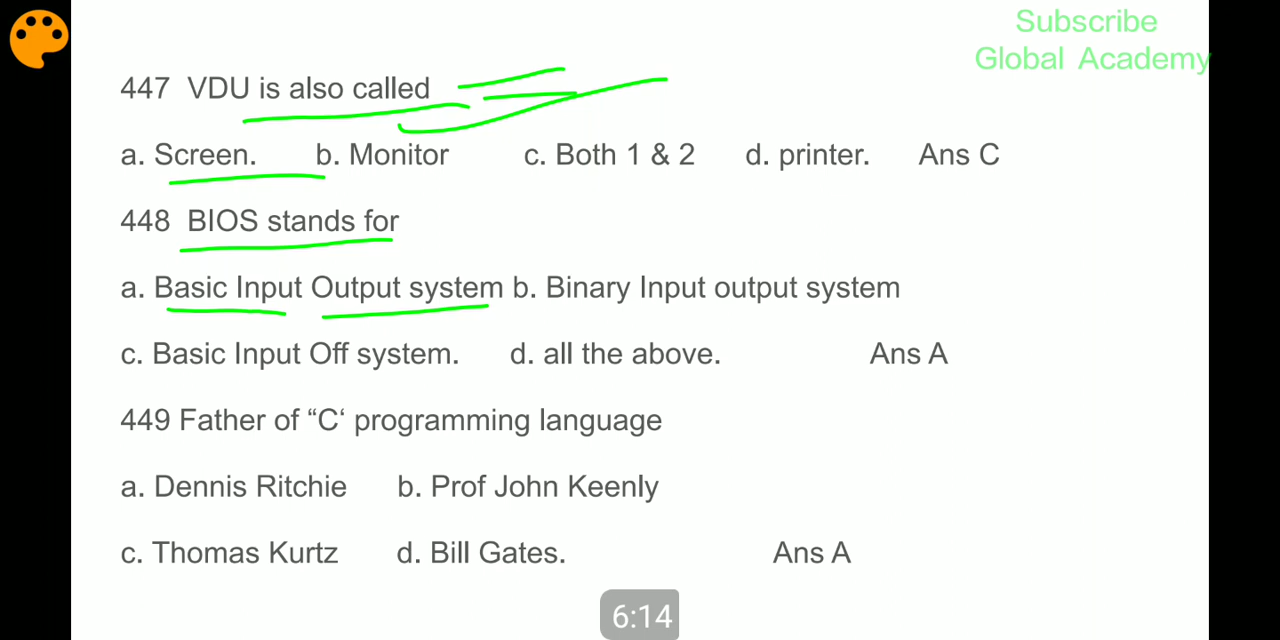 Subscribe
Global Academy
447 VDU is also called
a. Screen. b. Monitor c. Both 1 & 2 d. printer. Ans C
448 BIOS stands for
a. Basic Input Output system b. Binary Input output system
c. Basic Input Off system. d. all the above. Ans A
449 Father of “C‘ programming language
a. Dennis Ritchie b. Prof John Keenly
c. Thomas Kurtz d. Bill Gates. Ans A
6:14